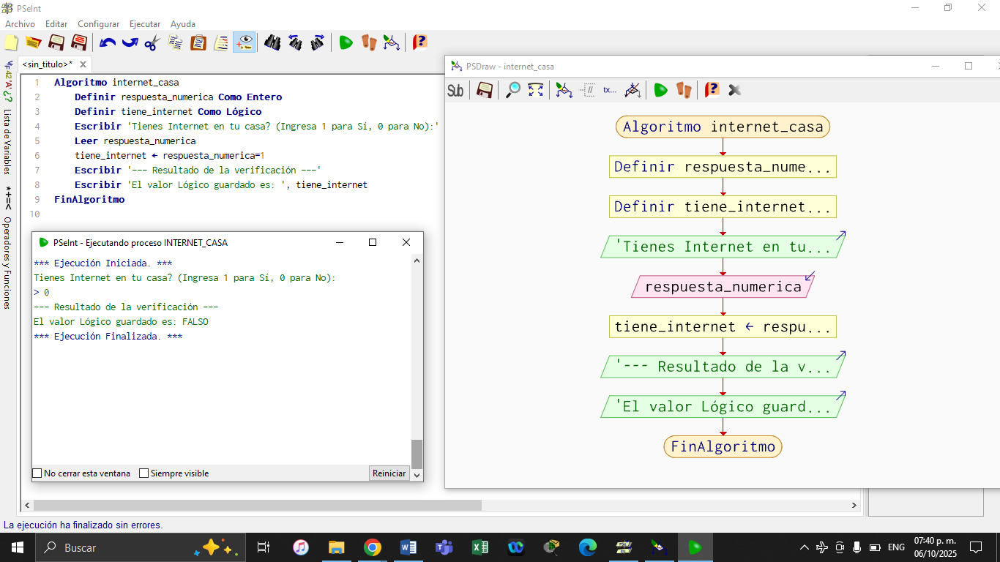 PSeInt
Archivo Editar Configurar Ejecutar Ayuda
<sin_titulo>* X
Lista de Variables
*+=< Operadores y Funciones
1 Algoritmo internet_casa
2 Definir respuesta_numerica Como Entero
3 Definir tiene_internet Como Lógico
4 Escribir 'Tienes Internet en tu casa? (Ingresa 1 para Sí, 0 para No):'
5 Leer respuesta_numerica
6 tiene_internet ← respuesta_numerica=1
7 Escribir '--- Resultado de la verificación ---'
8 Escribir 'El valor Lógico guardado es: ', tiene_internet
9 FinAlgoritmo
10
PSeInt - Ejecutando proceso INTERNET_CASA
*** Ejecución Iniciada. ***
Tienes Internet en tu casa? (Ingresa 1 para Sí, 0 para No):
> 0
--- Resultado de la verificación ---
El valor Lógico guardado es: FALSO
*** Ejecución Finalizada. ***
No cerrar esta ventana Siempre visible Reiniciar
PSDraw - internet_casa
Sub // tx...
Algoritmo internet_casa
Definir respuesta_nume...
Definir tiene_internet...
'Tienes Internet en tu...
respuesta_numerica
tiene_internet ← respu...
'--- Resultado de la v...
'El valor Lógico guard...
FinAlgoritmo
La ejecución ha finalizado sin errores.
Buscar
ENG
07:40 p. m.
06/10/2025